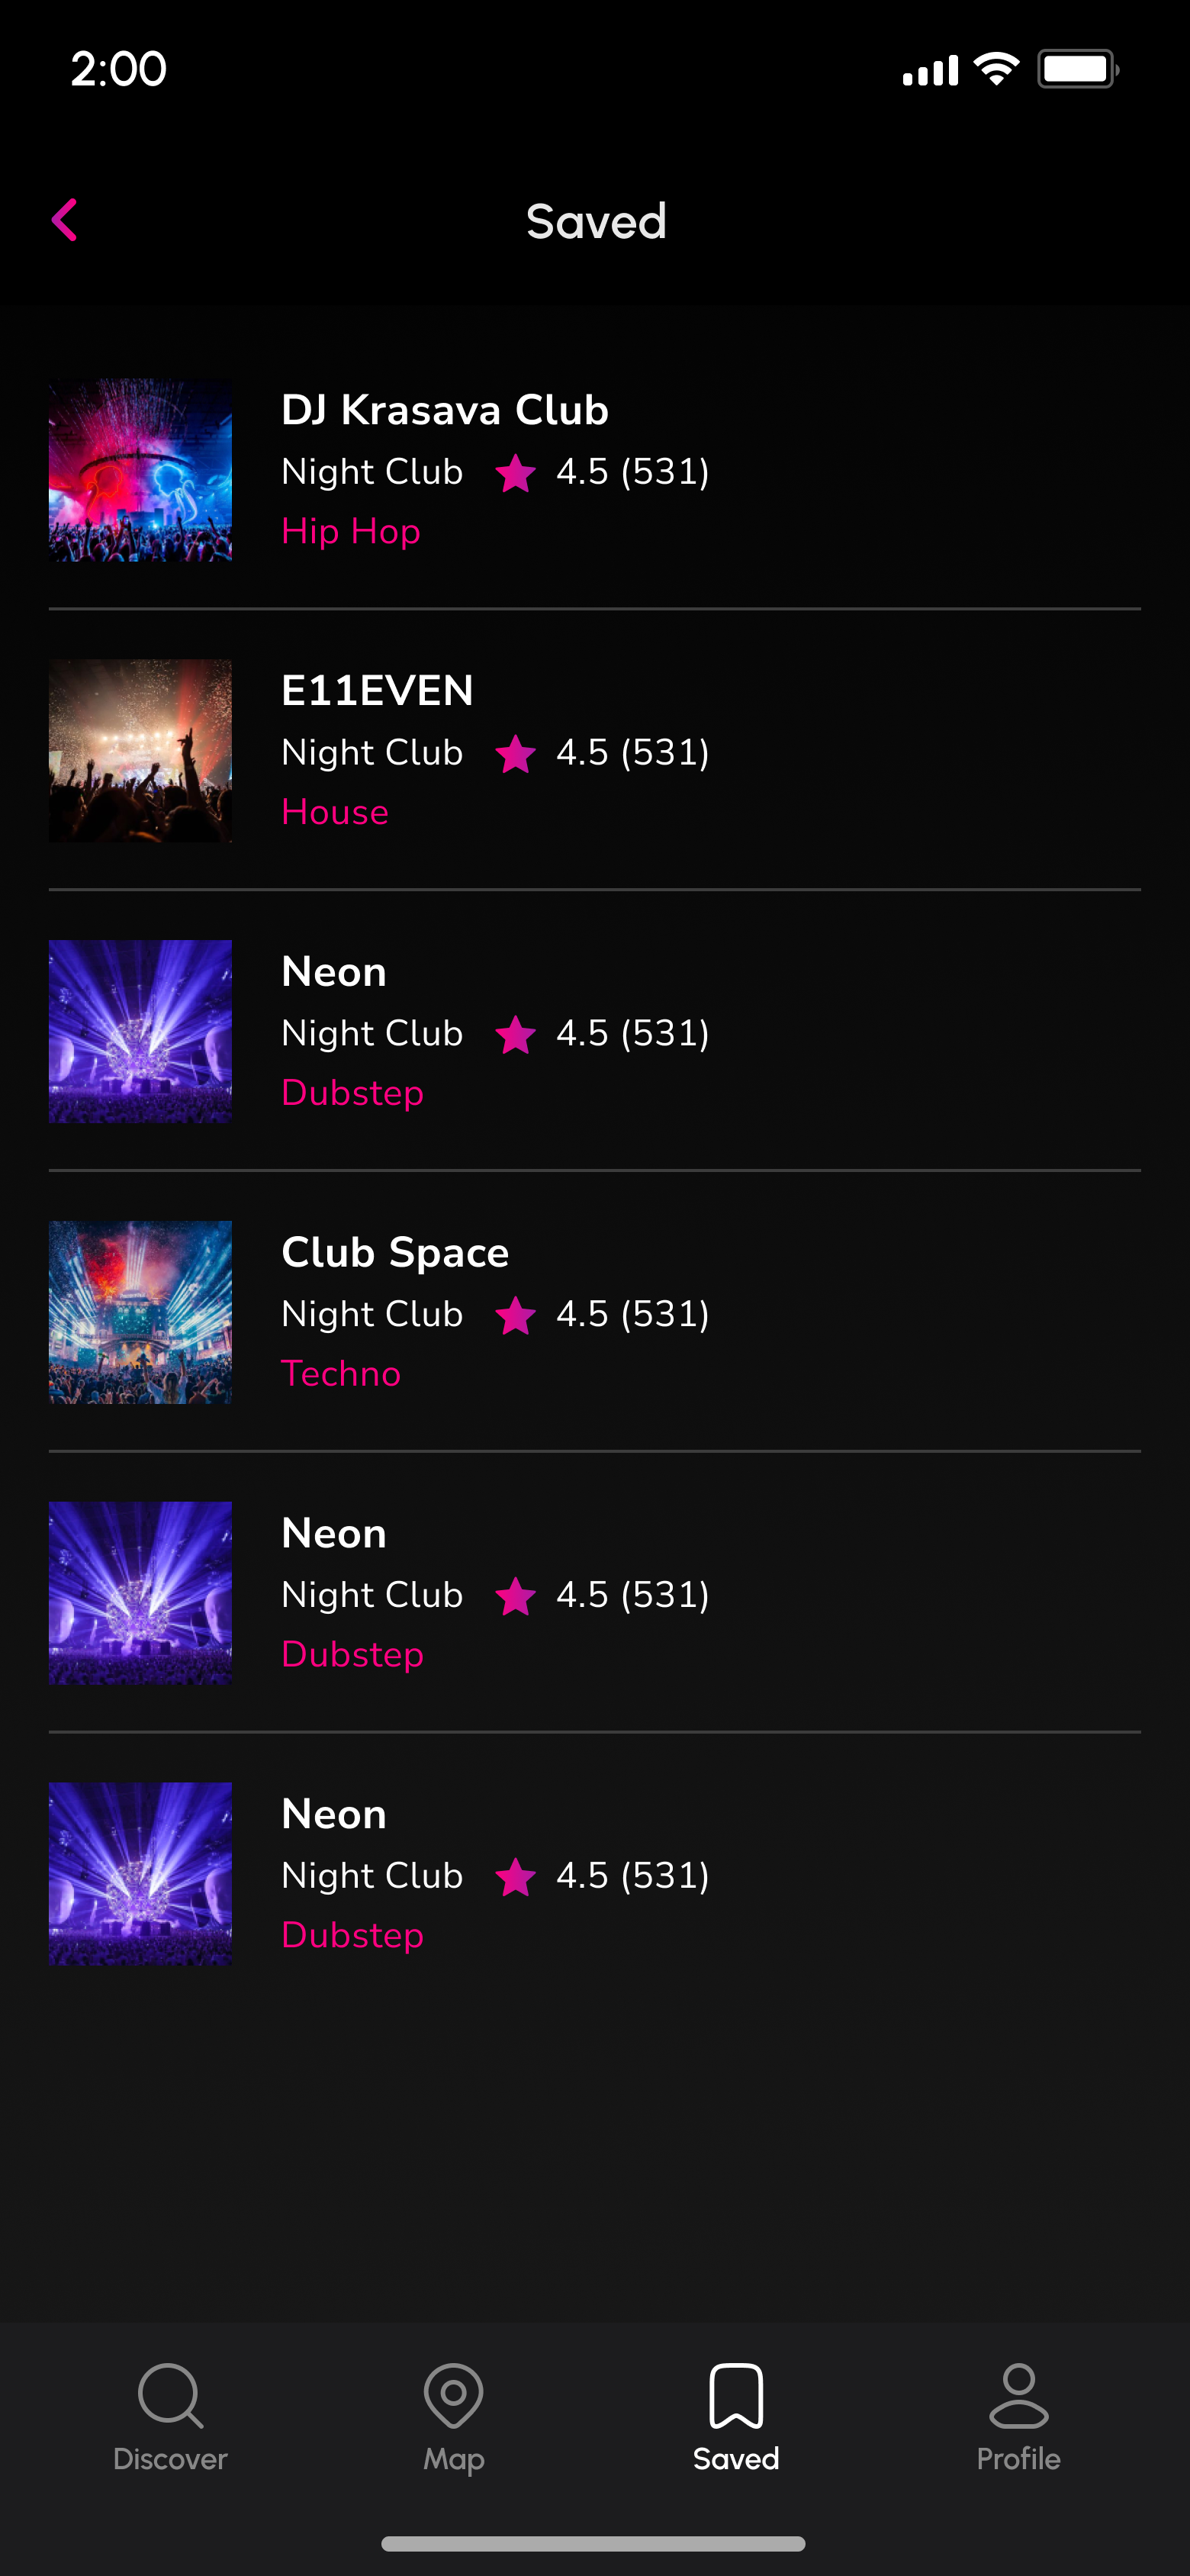 2:00
Saved
DJ Krasava Club
Night Club 4.5 (531)
Hip Hop
E11EVEN
Night Club 4.5 (531)
House
Neon
Night Club 4.5 (531)
Dubstep
Club Space
Night Club 4.5 (531)
Techno
Neon
Night Club 4.5 (531)
Dubstep
Neon
Night Club 4.5 (531)
Dubstep
Discover Map Saved Profile